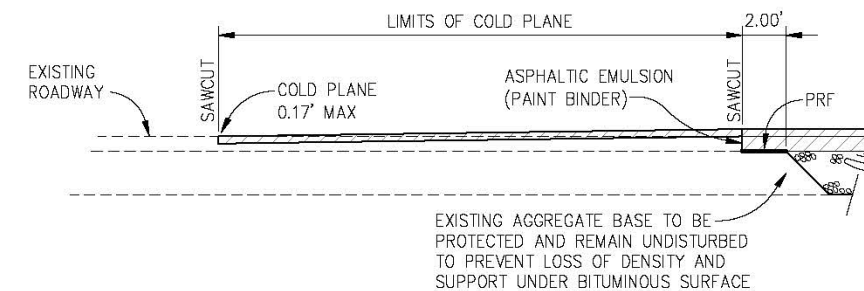 LIMITS OF COLD PLANE
2.00'
EXISTING
ROADWAY
SAWCUT
COLD PLANE
0.17' MAX
ASPHALTIC EMULSION
(PAINT BINDER)
SAWCUT
PRF
EXISTING AGGREGATE BASE TO BE
PROTECTED AND REMAIN UNDISTURBED
TO PREVENT LOSS OF DENSITY AND
SUPPORT UNDER BITUMINOUS SURFACE